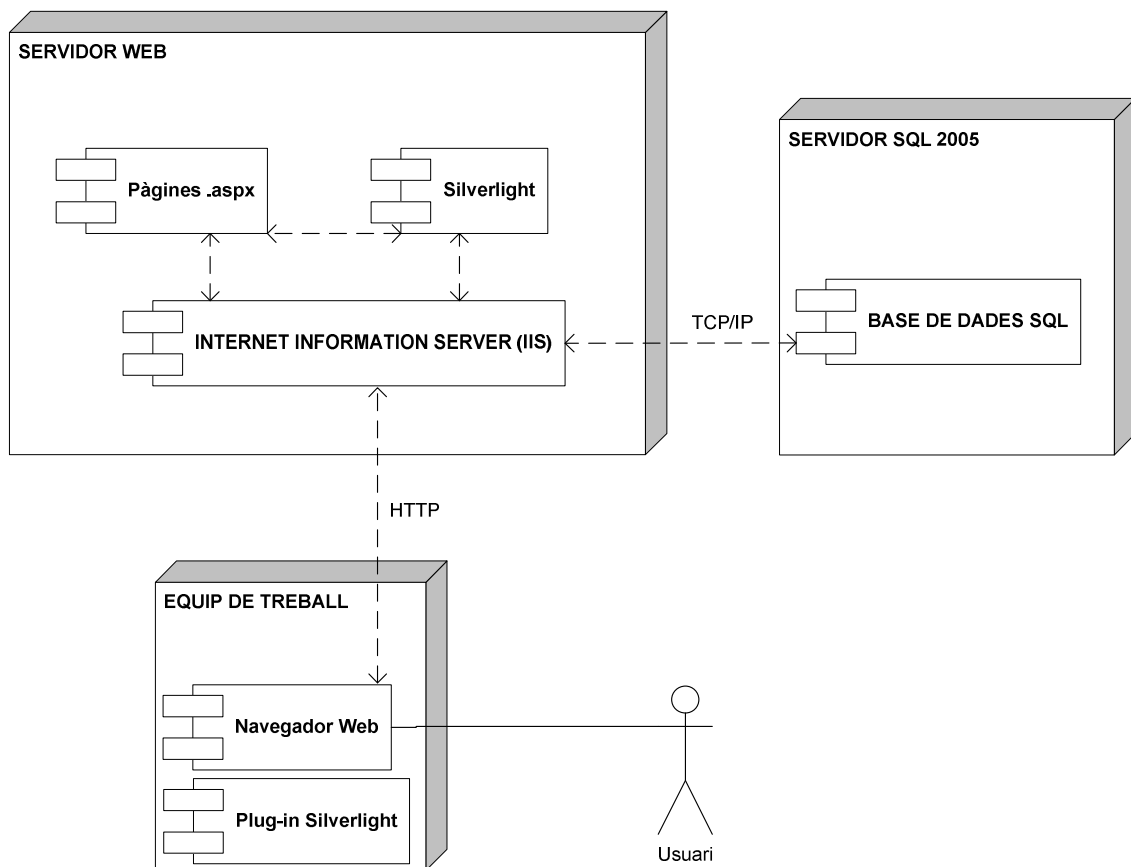 SERVIDOR WEB
SERVIDOR SQL 2005
Pàgines .aspx
Silverlight
BASE DE DADES SQL
TCP/IP
INTERNET INFORMATION SERVER (IIS)
HTTP
EQUIP DE TREBALL
Navegador Web
Plug-in Silverlight
Usuari